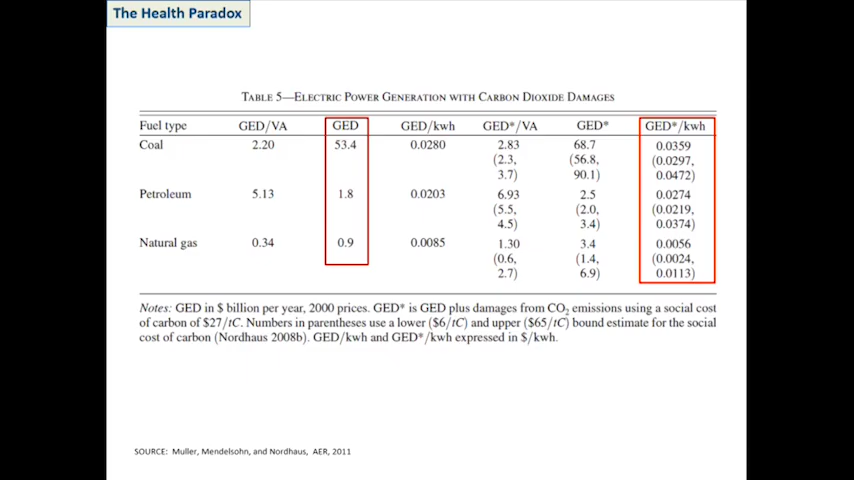 The Health Paradox
TABLE 5—ELECTRIC POWER GENERATION WITH CARBON DIOXIDE DAMAGES
Fuel type GED/VA GED GED/kwh GED*/VA GED* GED*/kwh
Coal 2.20 53.4 0.0280 2.83 68.7 0.0359
(2.3, (56.8, (0.0297,
3.7) 90.1) 0.0472)
Petroleum 5.13 1.8 0.0203 6.93 2.5 0.0274
(5.5, (2.0, (0.0219,
4.5) 3.4) 0.0374)
Natural gas 0.34 0.9 0.0085 1.30 3.4 0.0056
(0.6, (1.4, (0.0024,
2.7) 6.9) 0.0113)
Notes: GED in $ billion per year, 2000 prices. GED* is GED plus damages from CO2 emissions using a social cost
of carbon of $27/tC. Numbers in parentheses use a lower ($6/tC) and upper ($65/tC) bound estimate for the social
cost of carbon (Nordhaus 2008b). GED/kwh and GED*/kwh expressed in $/kwh.
SOURCE: Muller, Mendelsohn, and Nordhaus, AER, 2011